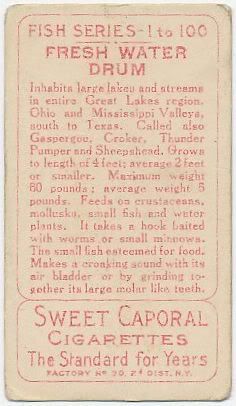 FISH SERIES-1 to 100
FRESH WATER
DRUM
Inhabits large lakes and streams
in entire Great Lakes region,
Ohio and Mississippi Valleys,
south to Texas. Called also
Gaspergou, Croker, Thunder
Pumper and Sheepshead. Grows
to length of 4 feet; average 2 feet
or smaller. Maximum weight
60 pounds; average weight 5
pounds. Feeds on crustaceans,
mollusks, small fish and water
plants. It takes a hook baited
with worms or small minnows.
The small fish esteemed for food.
Makes a croaking sound with its
air bladder or by grinding to-
gether its large molar like teeth.
SWEET CAPORAL
CIGARETTES
The Standard for Years
FACTORY No 30, 2d DIST. N.Y.